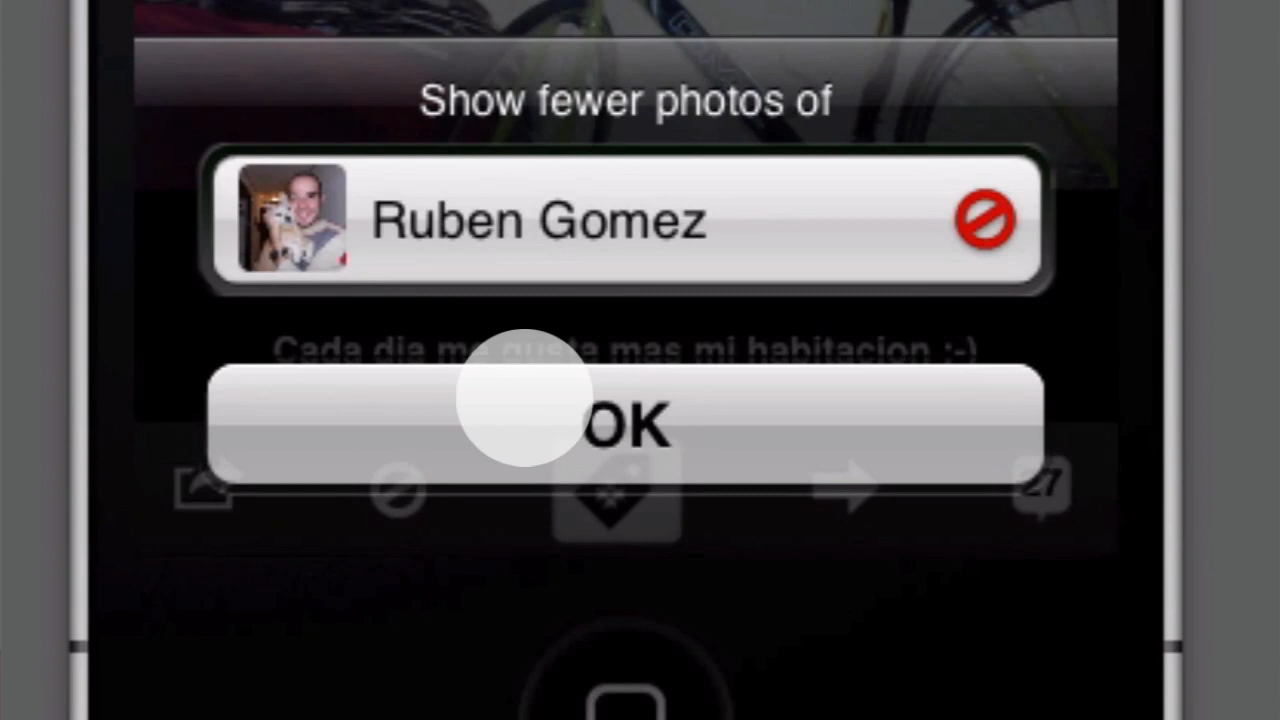 Show fewer photos of
Ruben Gomez
Cada dia me gusta mas mi habitacion :-)
OK
27